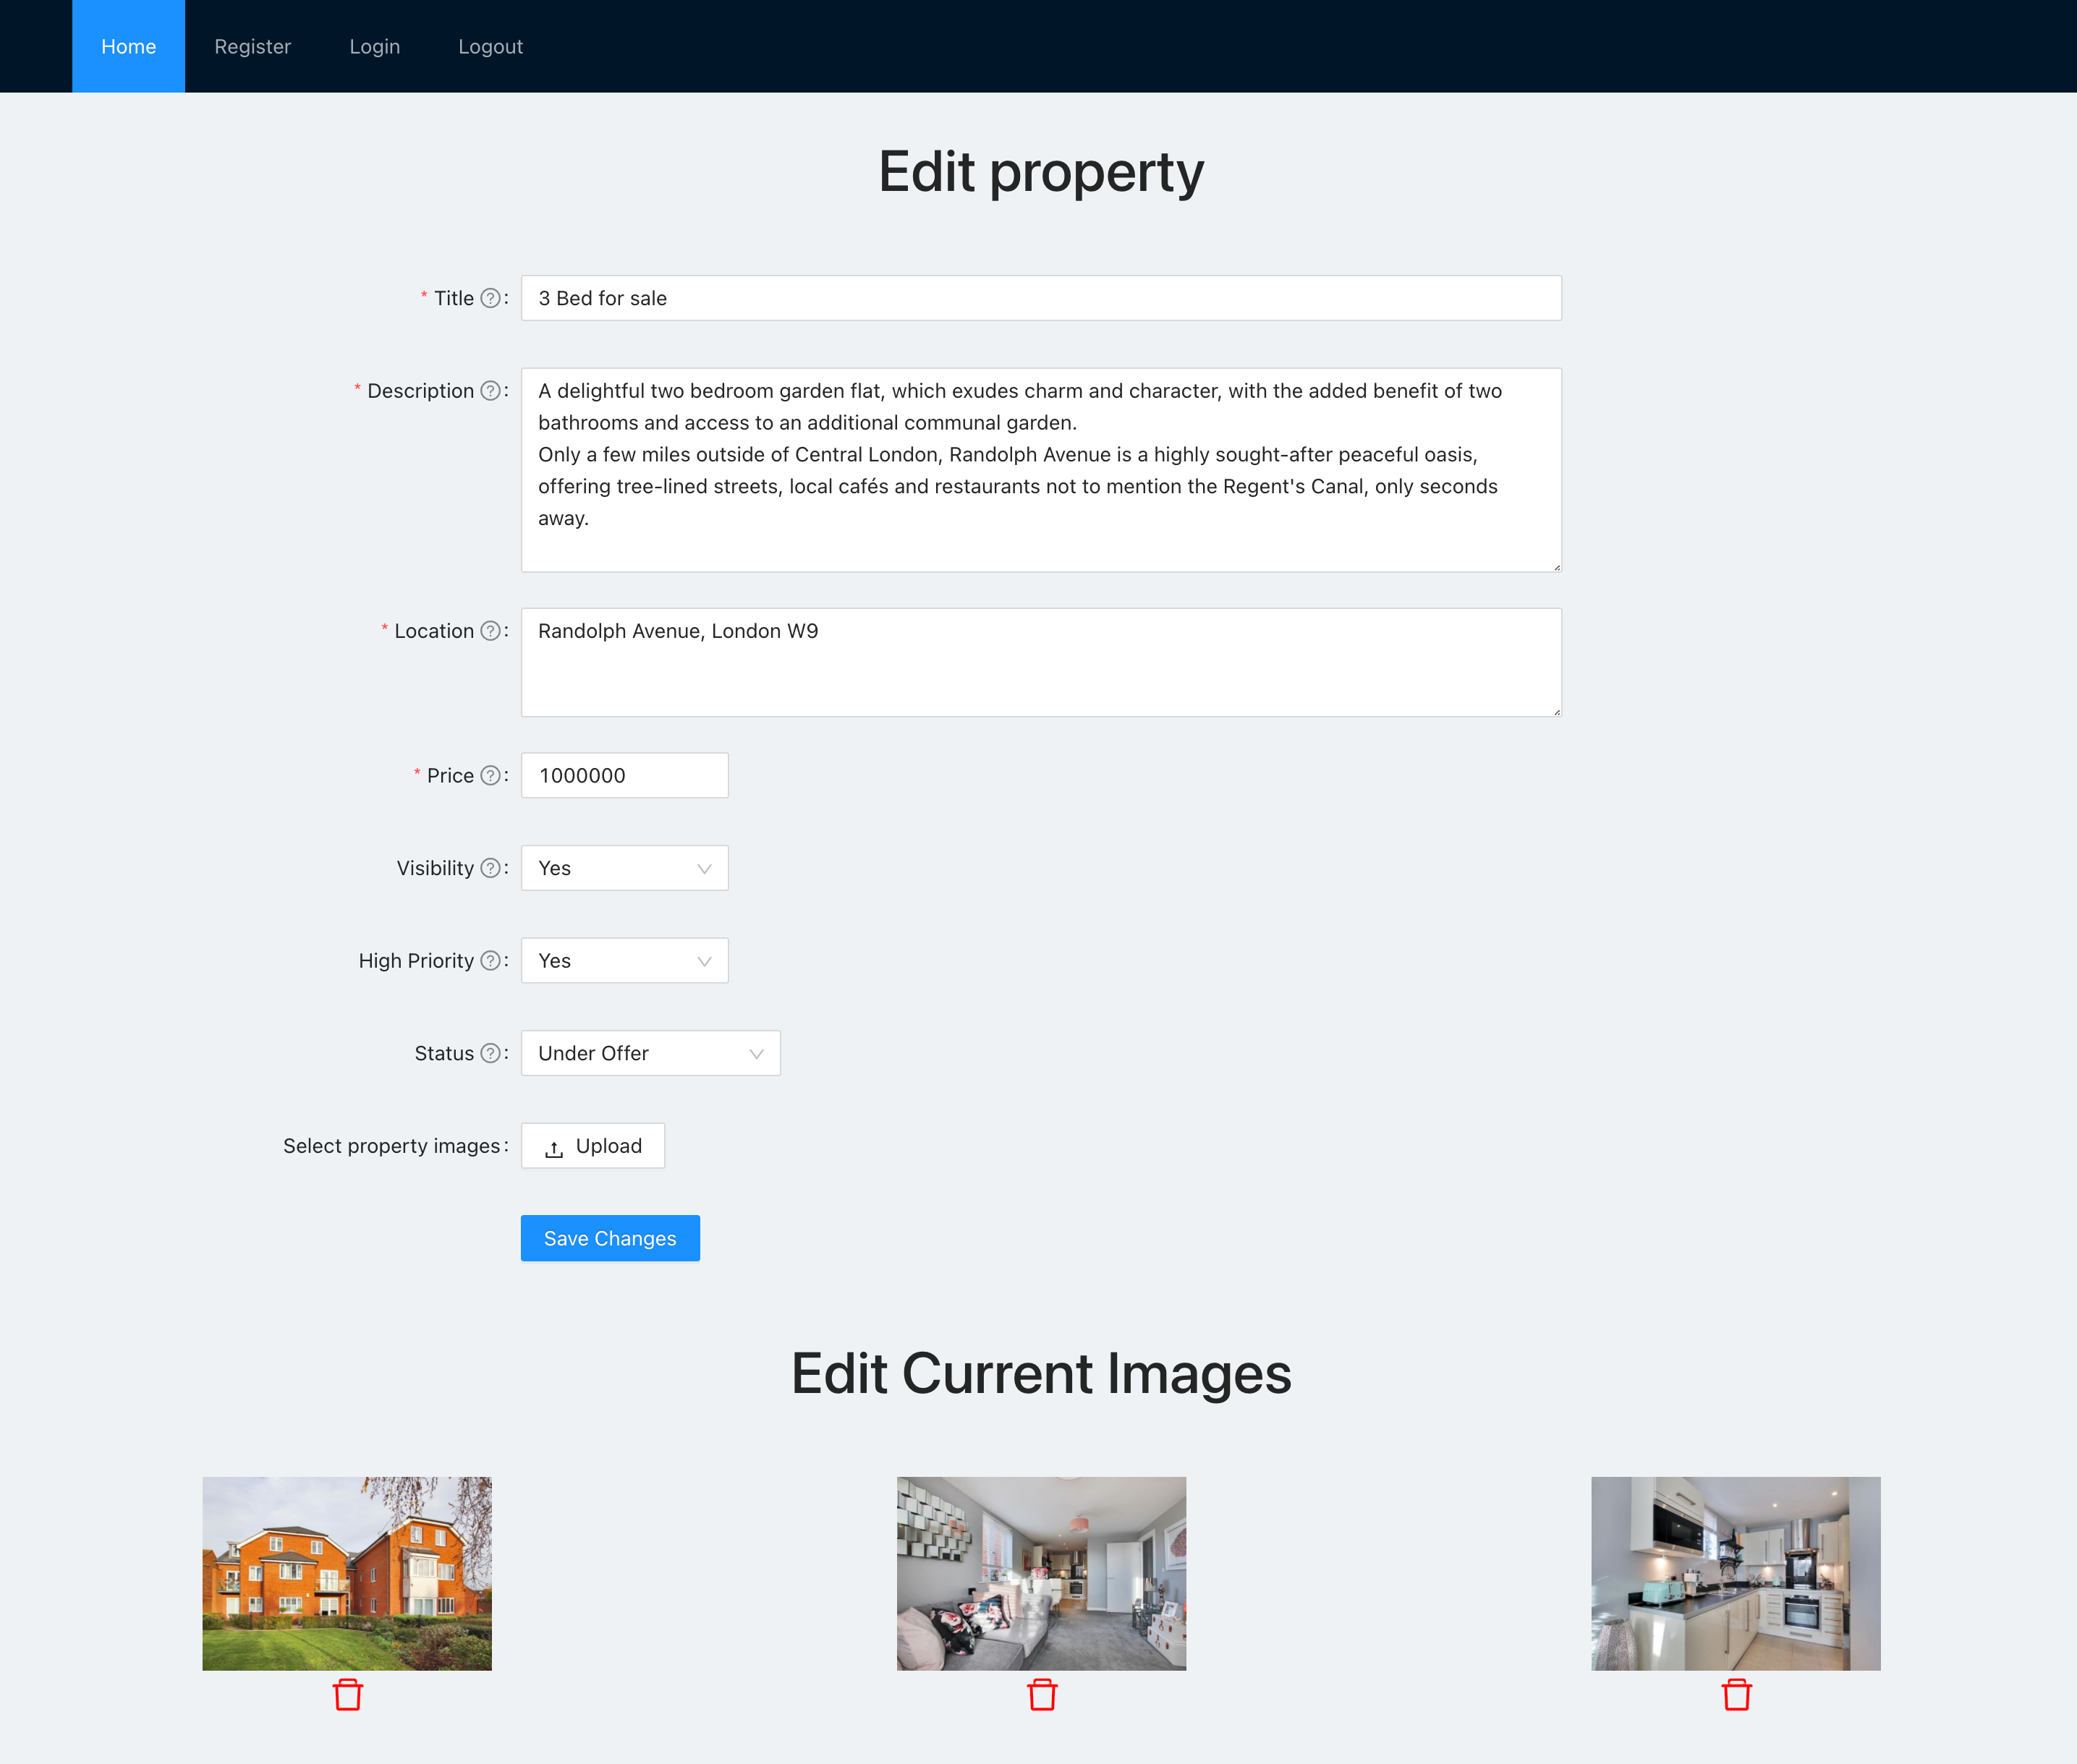 Home Register Login Logout
Edit property
* Title ? : 3 Bed for sale
* Description ? : A delightful two bedroom garden flat, which exudes charm and character, with the added benefit of two
bathrooms and access to an additional communal garden.
Only a few miles outside of Central London, Randolph Avenue is a highly sought-after peaceful oasis,
offering tree-lined streets, local cafés and restaurants not to mention the Regent's Canal, only seconds
away.
* Location ? : Randolph Avenue, London W9
* Price ? : 1000000
Visibility ? : Yes
High Priority ? : Yes
Status ? : Under Offer
Select property images : Upload
Save Changes
Edit Current Images